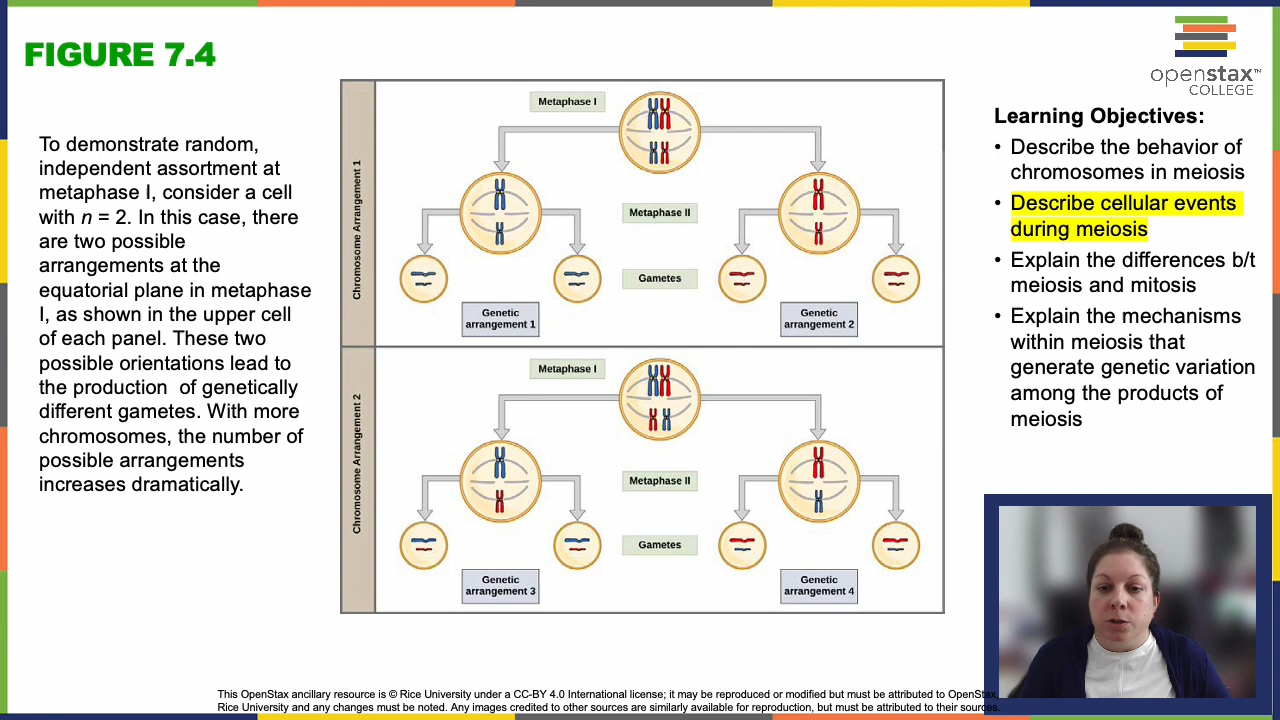 FIGURE 7.4
openstax™
COLLEGE
To demonstrate random,
independent assortment at
metaphase I, consider a cell
with n = 2. In this case, there
are two possible
arrangements at the
equatorial plane in metaphase
I, as shown in the upper cell
of each panel. These two
possible orientations lead to
the production of genetically
different gametes. With more
chromosomes, the number of
possible arrangements
increases dramatically.
Chromosome Arrangement 1
Metaphase I
Metaphase II
Gametes
Genetic
arrangement 1
Genetic
arrangement 2
Chromosome Arrangement 2
Metaphase I
Metaphase II
Gametes
Genetic
arrangement 3
Genetic
arrangement 4
Learning Objectives:
• Describe the behavior of
chromosomes in meiosis
• Describe cellular events
during meiosis
• Explain the differences b/t
meiosis and mitosis
• Explain the mechanisms
within meiosis that
generate genetic variation
among the products of
meiosis
This OpenStax ancillary resource is © Rice University under a CC-BY 4.0 International license; it may be reproduced or modified but must be attributed to OpenStax,
Rice University and any changes must be noted. Any images credited to other sources are similarly available for reproduction, but must be attributed to their sources.